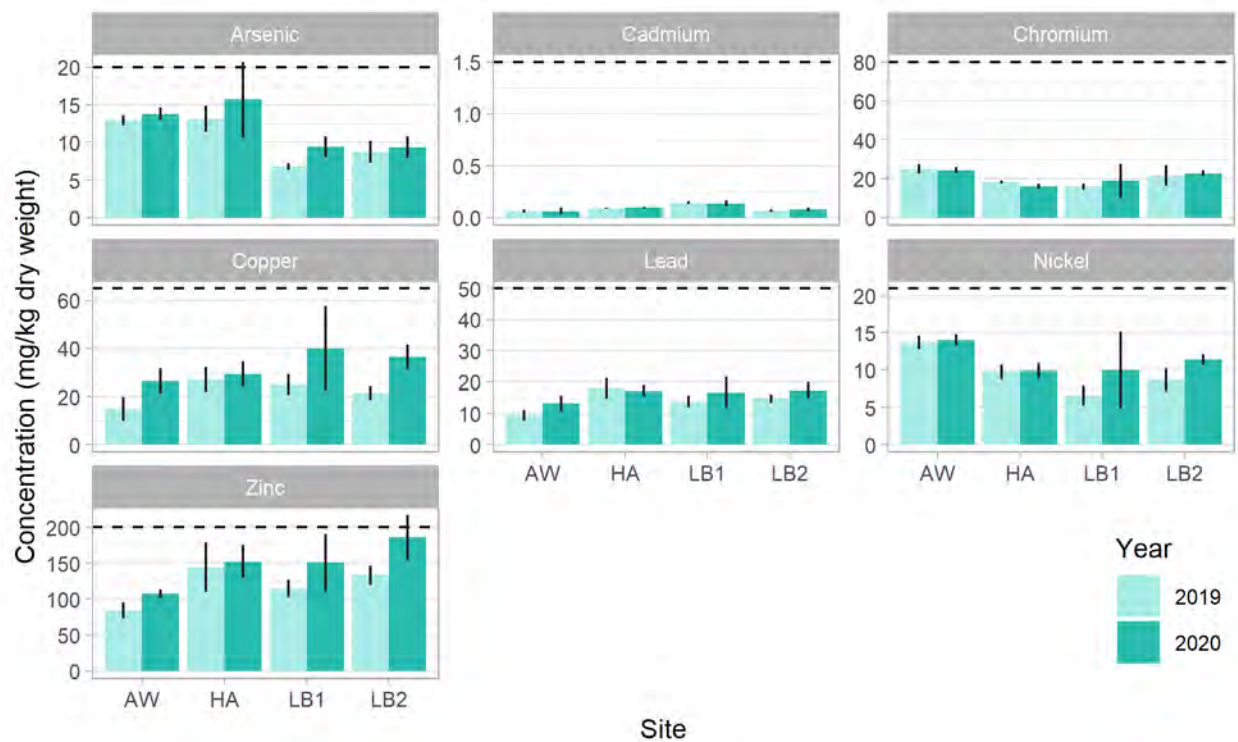 Arsenic Cadmium Chromium
20 1.5 80
15 1.0 60
10 0.5 40
5 0.0 20
0 0
Copper Lead Nickel
60 50 20
40 40 15
20 30 10
0 20 5
10 0
0
AW HA LB1 LB2 AW HA LB1 LB2
Zinc
200
150
100
50
0
AW HA LB1 LB2
Concentration (mg/kg dry weight)
Site
Year
2019
2020